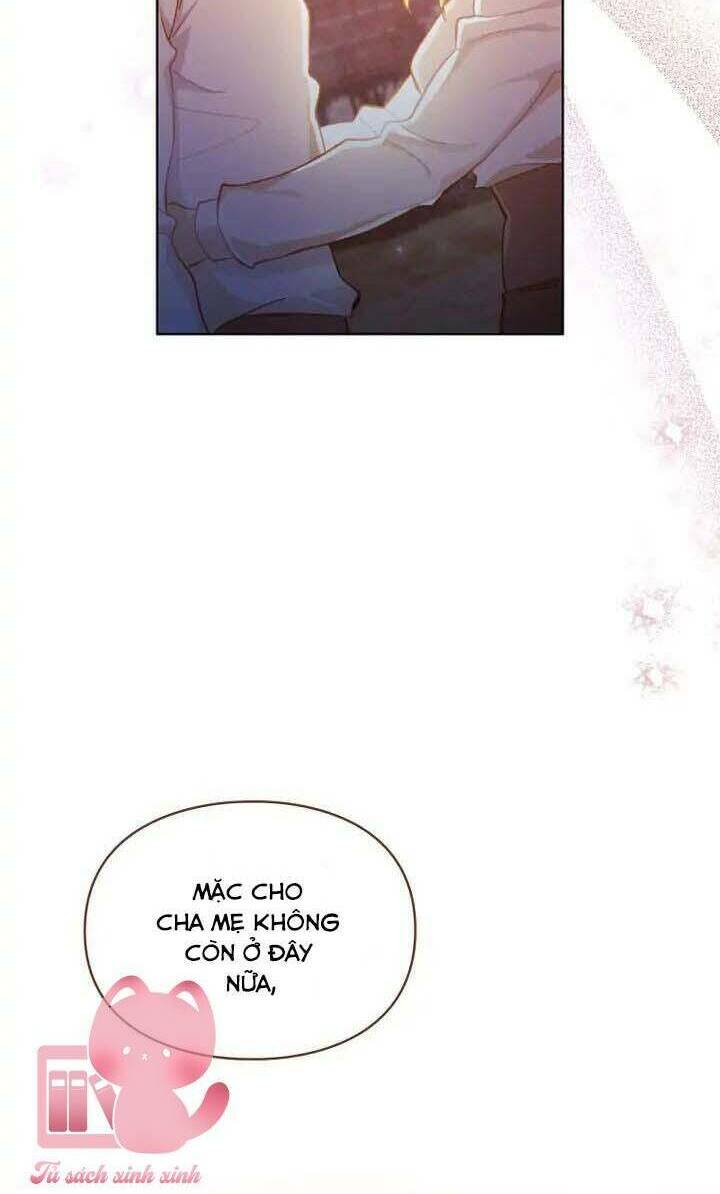 MẶC CHO
CHA MẸ KHÔNG
CÒN Ở ĐÂY
NỮA,
Tủ sách xinh xinh